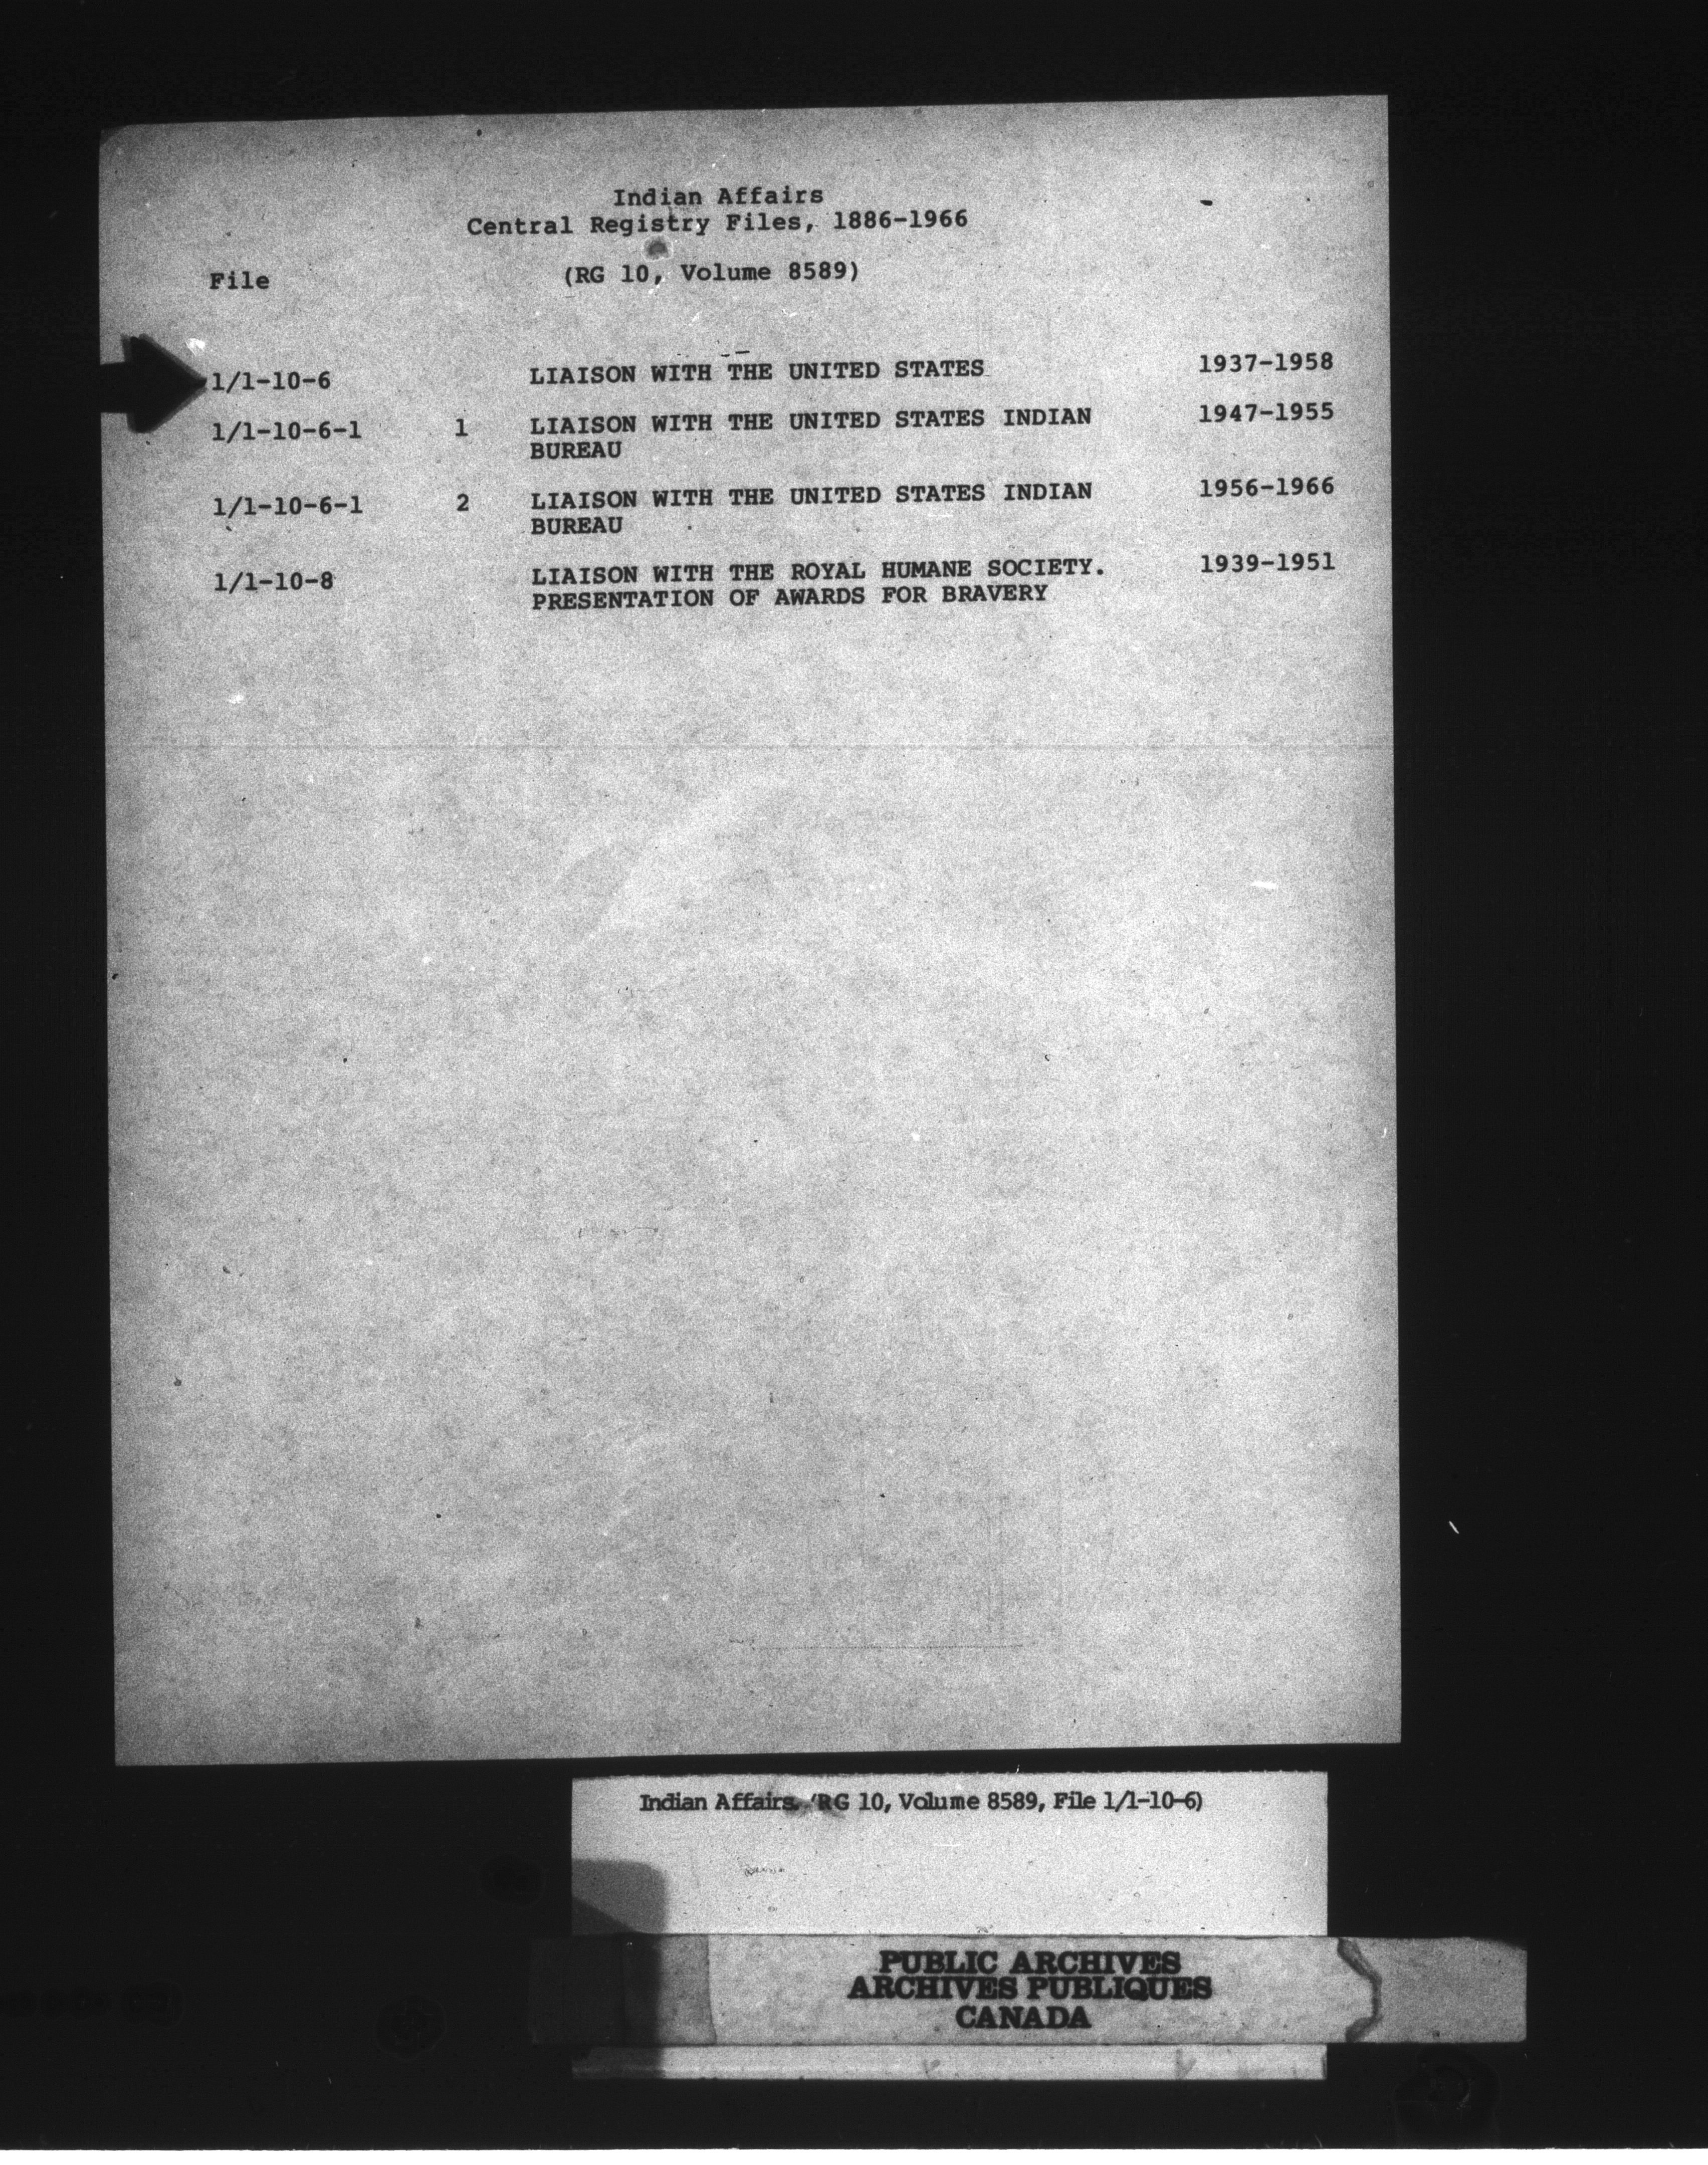 Indian Affairs
Central Registry Files, 1886-1966
File (RG 10, Volume 8589)
1/1-10-6 LIAISON WITH THE UNITED STATES 1937-1958
1/1-10-6-1 1 LIAISON WITH THE UNITED STATES INDIAN 1947-1955
BUREAU
1/1-10-6-1 2 LIAISON WITH THE UNITED STATES INDIAN 1956-1966
BUREAU
1/1-10-8 LIAISON WITH THE ROYAL HUMANE SOCIETY. 1939-1951
PRESENTATION OF AWARDS FOR BRAVERY
Indian Affairs. (RG 10, Volume 8589, File 1/1-10-6)
PUBLIC ARCHIVES
ARCHIVES PUBLIQUES
CANADA